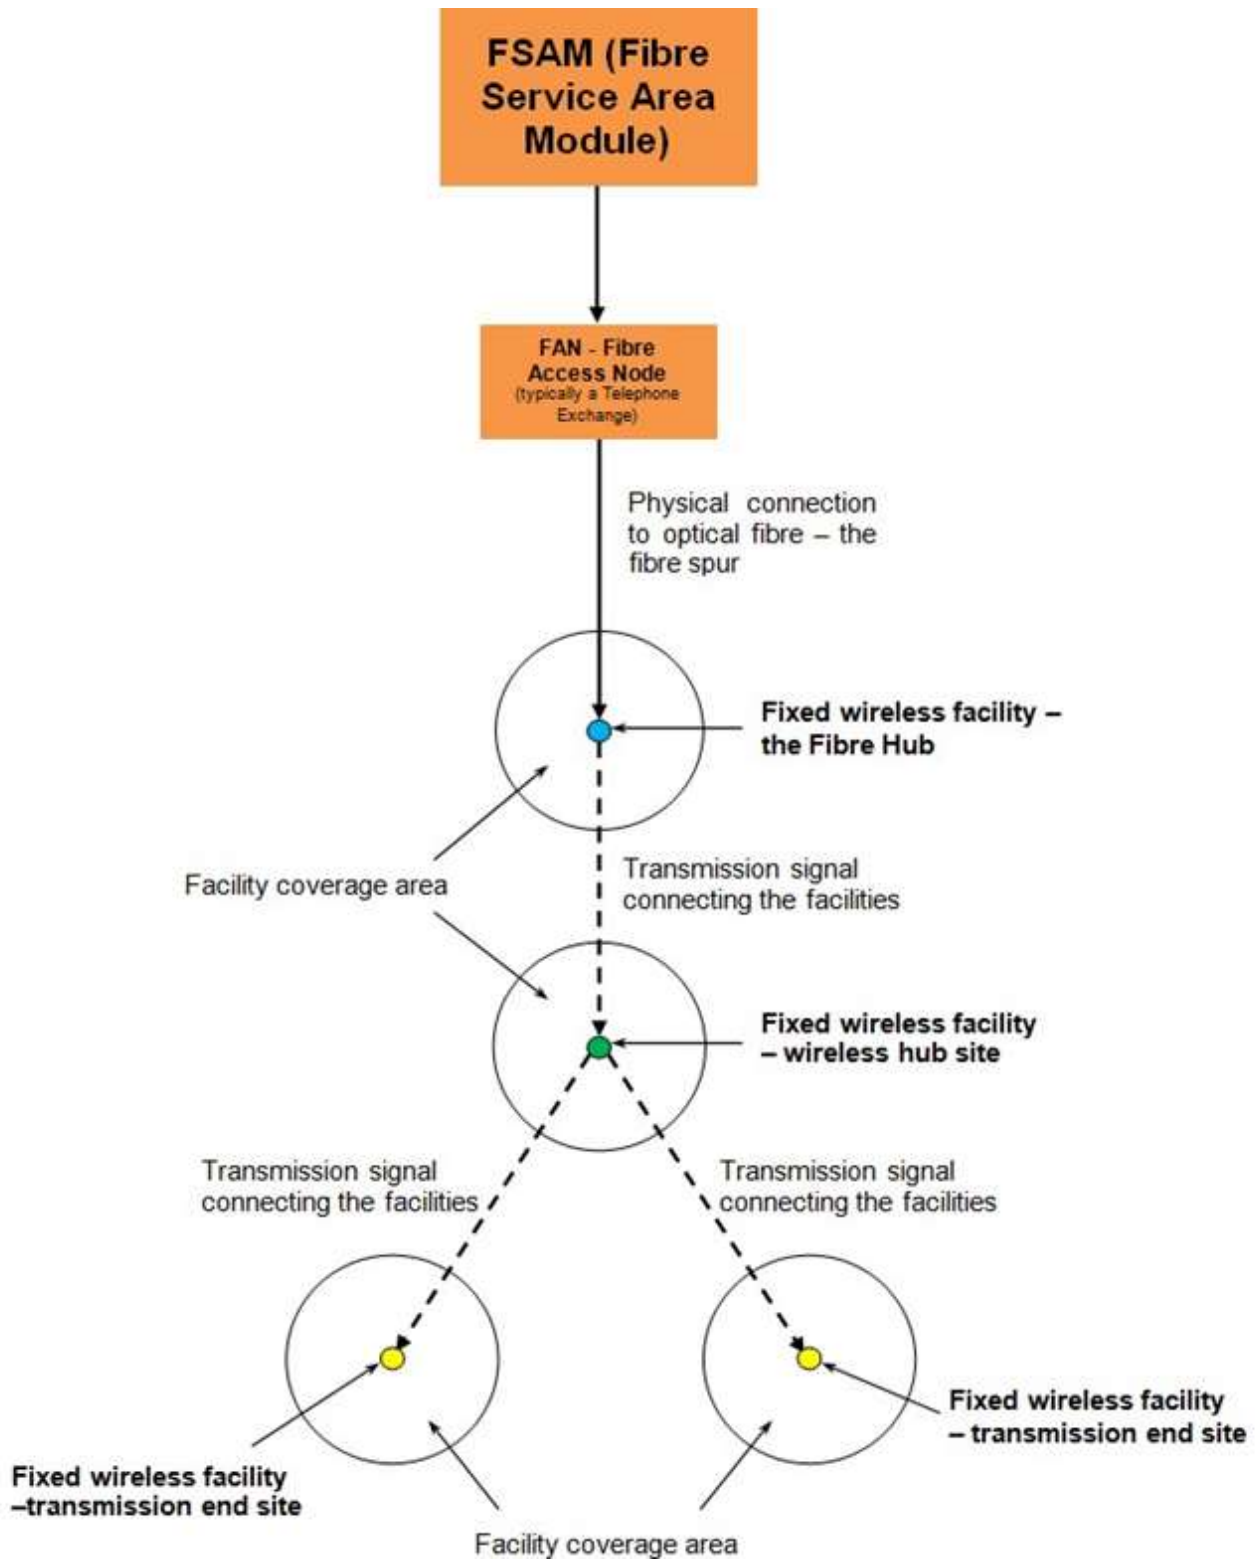 FSAM (Fibre
Service Area
Module)
FAN - Fibre
Access Node
(typically a Telephone
Exchange)
Physical connection
to optical fibre – the
fibre spur
Fixed wireless facility –
the Fibre Hub
Transmission signal
connecting the facilities
Facility coverage area
Fixed wireless facility
– wireless hub site
Transmission signal
connecting the facilities
Transmission signal
connecting the facilities
Fixed wireless facility
– transmission end site
Fixed wireless facility
–transmission end site
Facility coverage area